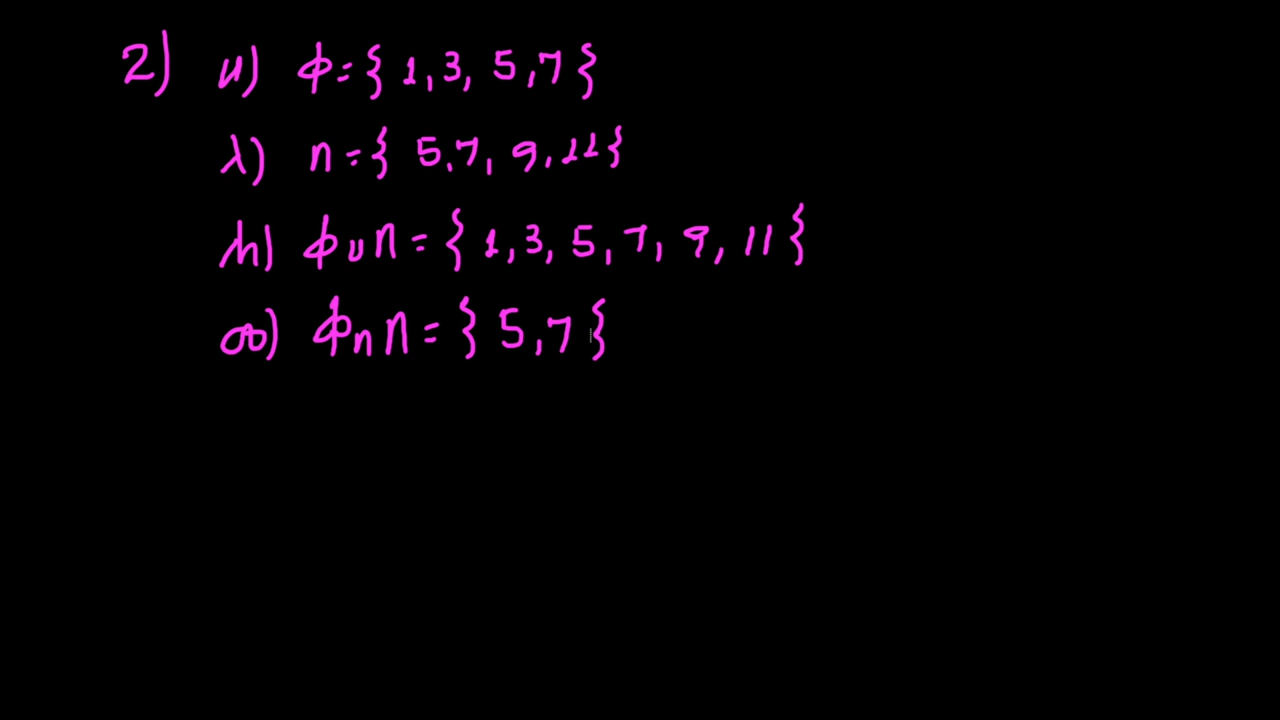 2) ሀ) ቀ = { 1, 3, 5, 7 }
ለ) በ = { 5, 7, 9, 11 }
ሐ) ቀ ∪ በ = { 1, 3, 5, 7, 9, 11 }
መ) ቀ ∩ በ = { 5, 7 }